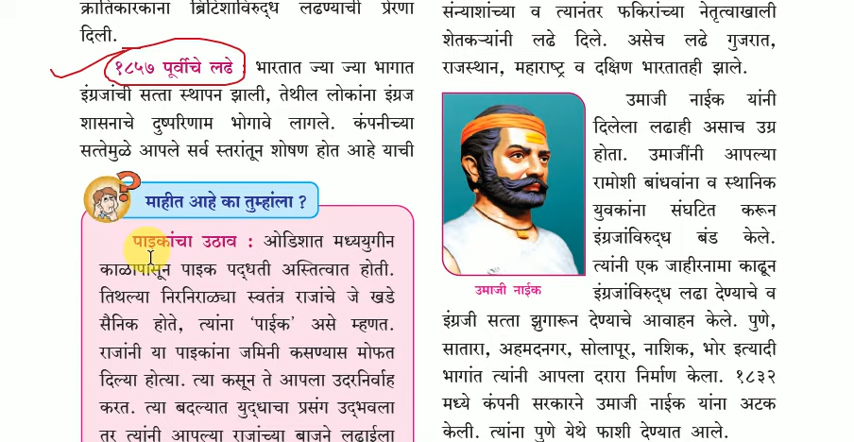 क्रांतिकारकांना ब्रिटिशांविरुद्ध लढण्याची प्रेरणा
दिली.
१८५७ पूर्वीचे लढे : भारतात ज्या ज्या भागात
इंग्रजांची सत्ता स्थापन झाली, तेथील लोकांना इंग्रज
शासनाचे दुष्परिणाम भोगावे लागले. कंपनीच्या
सत्तेमुळे आपले सर्व स्तरांतून शोषण होत आहे याची
माहीत आहे का तुम्हांला ?
पाइकांचा उठाव : ओडिशात मध्ययुगीन
काळापासून पाइक पद्धती अस्तित्वात होती.
तिथल्या निरनिराळ्या स्वतंत्र राजांचे जे खडे
सैनिक होते, त्यांना ‘पाईक’ असे म्हणत.
राजांनी या पाइकांना जमिनी कसण्यास मोफत
दिल्या होत्या. त्या कसून ते आपला उदरनिर्वाह
करत. त्या बदल्यात युद्धाचा प्रसंग उद्भवला
तर त्यांनी आपल्या राजांच्या बाजूने लढाईला
संन्याशांच्या व त्यानंतर फकिरांच्या नेतृत्वाखाली
शेतकऱ्यांनी लढे दिले. असेच लढे गुजरात,
राजस्थान, महाराष्ट्र व दक्षिण भारतातही झाले.
उमाजी नाईक यांनी
दिलेला लढाही असाच उग्र
होता. उमाजींनी आपल्या
रामोशी बांधवांना व स्थानिक
युवकांना संघटित करून
इंग्रजांविरुद्ध बंड केले.
त्यांनी एक जाहीरनामा काढून
इंग्रजांविरुद्ध लढा देण्याचे व
उमाजी नाईक
इंग्रजी सत्ता झुगारून देण्याचे आवाहन केले. पुणे,
सातारा, अहमदनगर, सोलापूर, नाशिक, भोर इत्यादी
भागांत त्यांनी आपला दरारा निर्माण केला. १८३२
मध्ये कंपनी सरकारने उमाजी नाईक यांना अटक
केली. त्यांना पुणे येथे फाशी देण्यात आले.